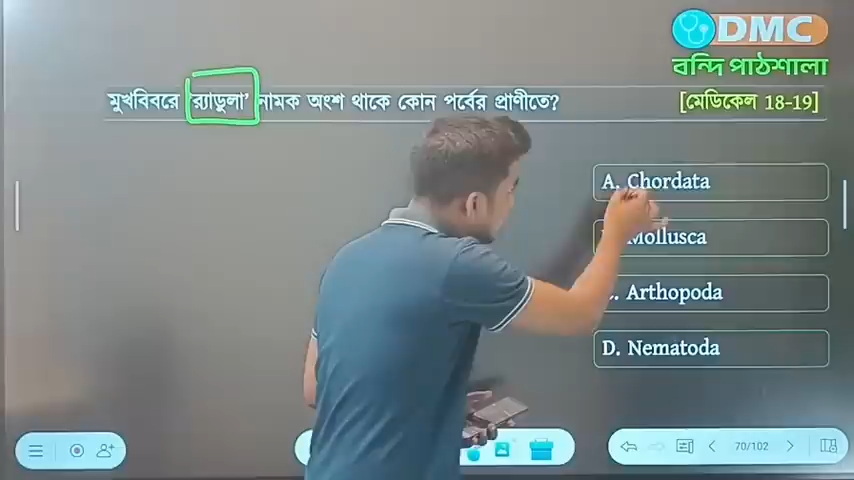 DMC
বন্দি পাঠশালা
মুখবিবরে 'র‍্যাডুলা' নামক অংশ থাকে কোন পর্বের প্রাণীতে?
[মেডিকেল 18-19]
A. Chordata
Mollusca
Arthopoda
D. Nematoda
70/102